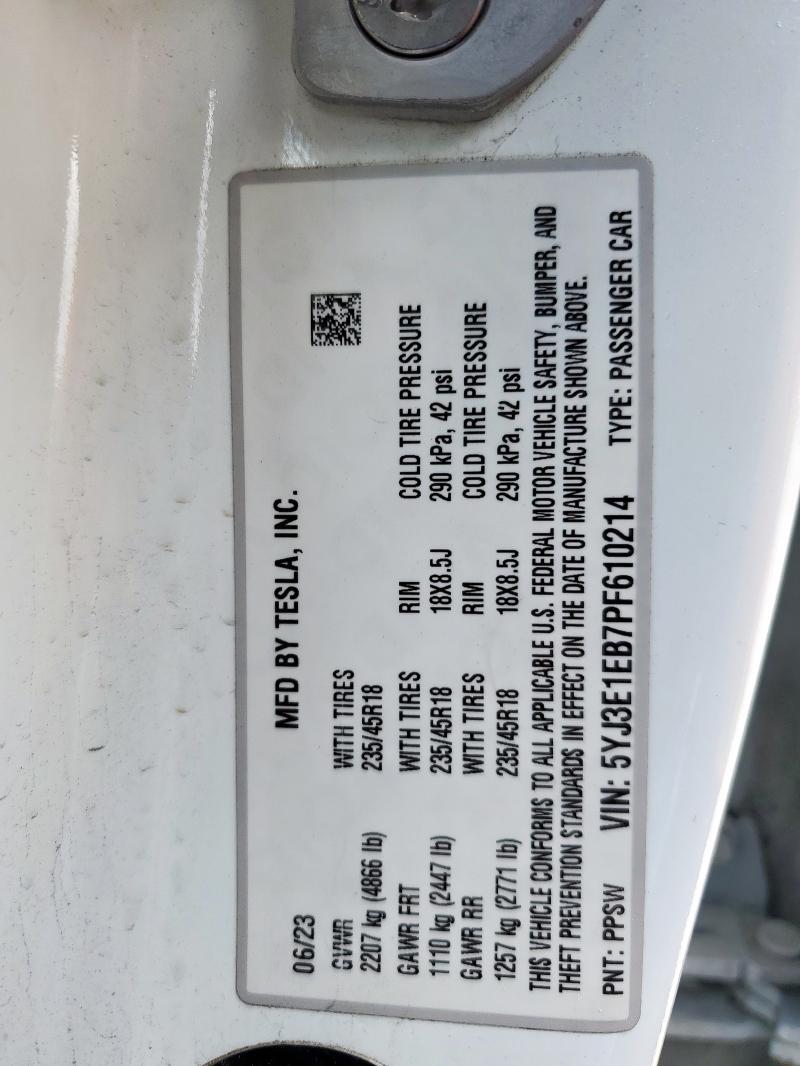 MFD BY TESLA, INC.
06/23
GVWR WITH TIRES
2207 kg (4866 lb) 235/45R18
GAWR FRT WITH TIRES RIM COLD TIRE PRESSURE
1110 kg (2447 lb) 235/45R18 18X8.5J 290 kPa, 42 psi
GAWR RR WITH TIRES RIM COLD TIRE PRESSURE
1257 kg (2771 lb) 235/45R18 18X8.5J 290 kPa, 42 psi
THIS VEHICLE CONFORMS TO ALL APPLICABLE U.S. FEDERAL MOTOR VEHICLE SAFETY, BUMPER, AND
THEFT PREVENTION STANDARDS IN EFFECT ON THE DATE OF MANUFACTURE SHOWN ABOVE.
PNT: PPSW VIN: 5YJ3E1EB7PF610214 TYPE: PASSENGER CAR